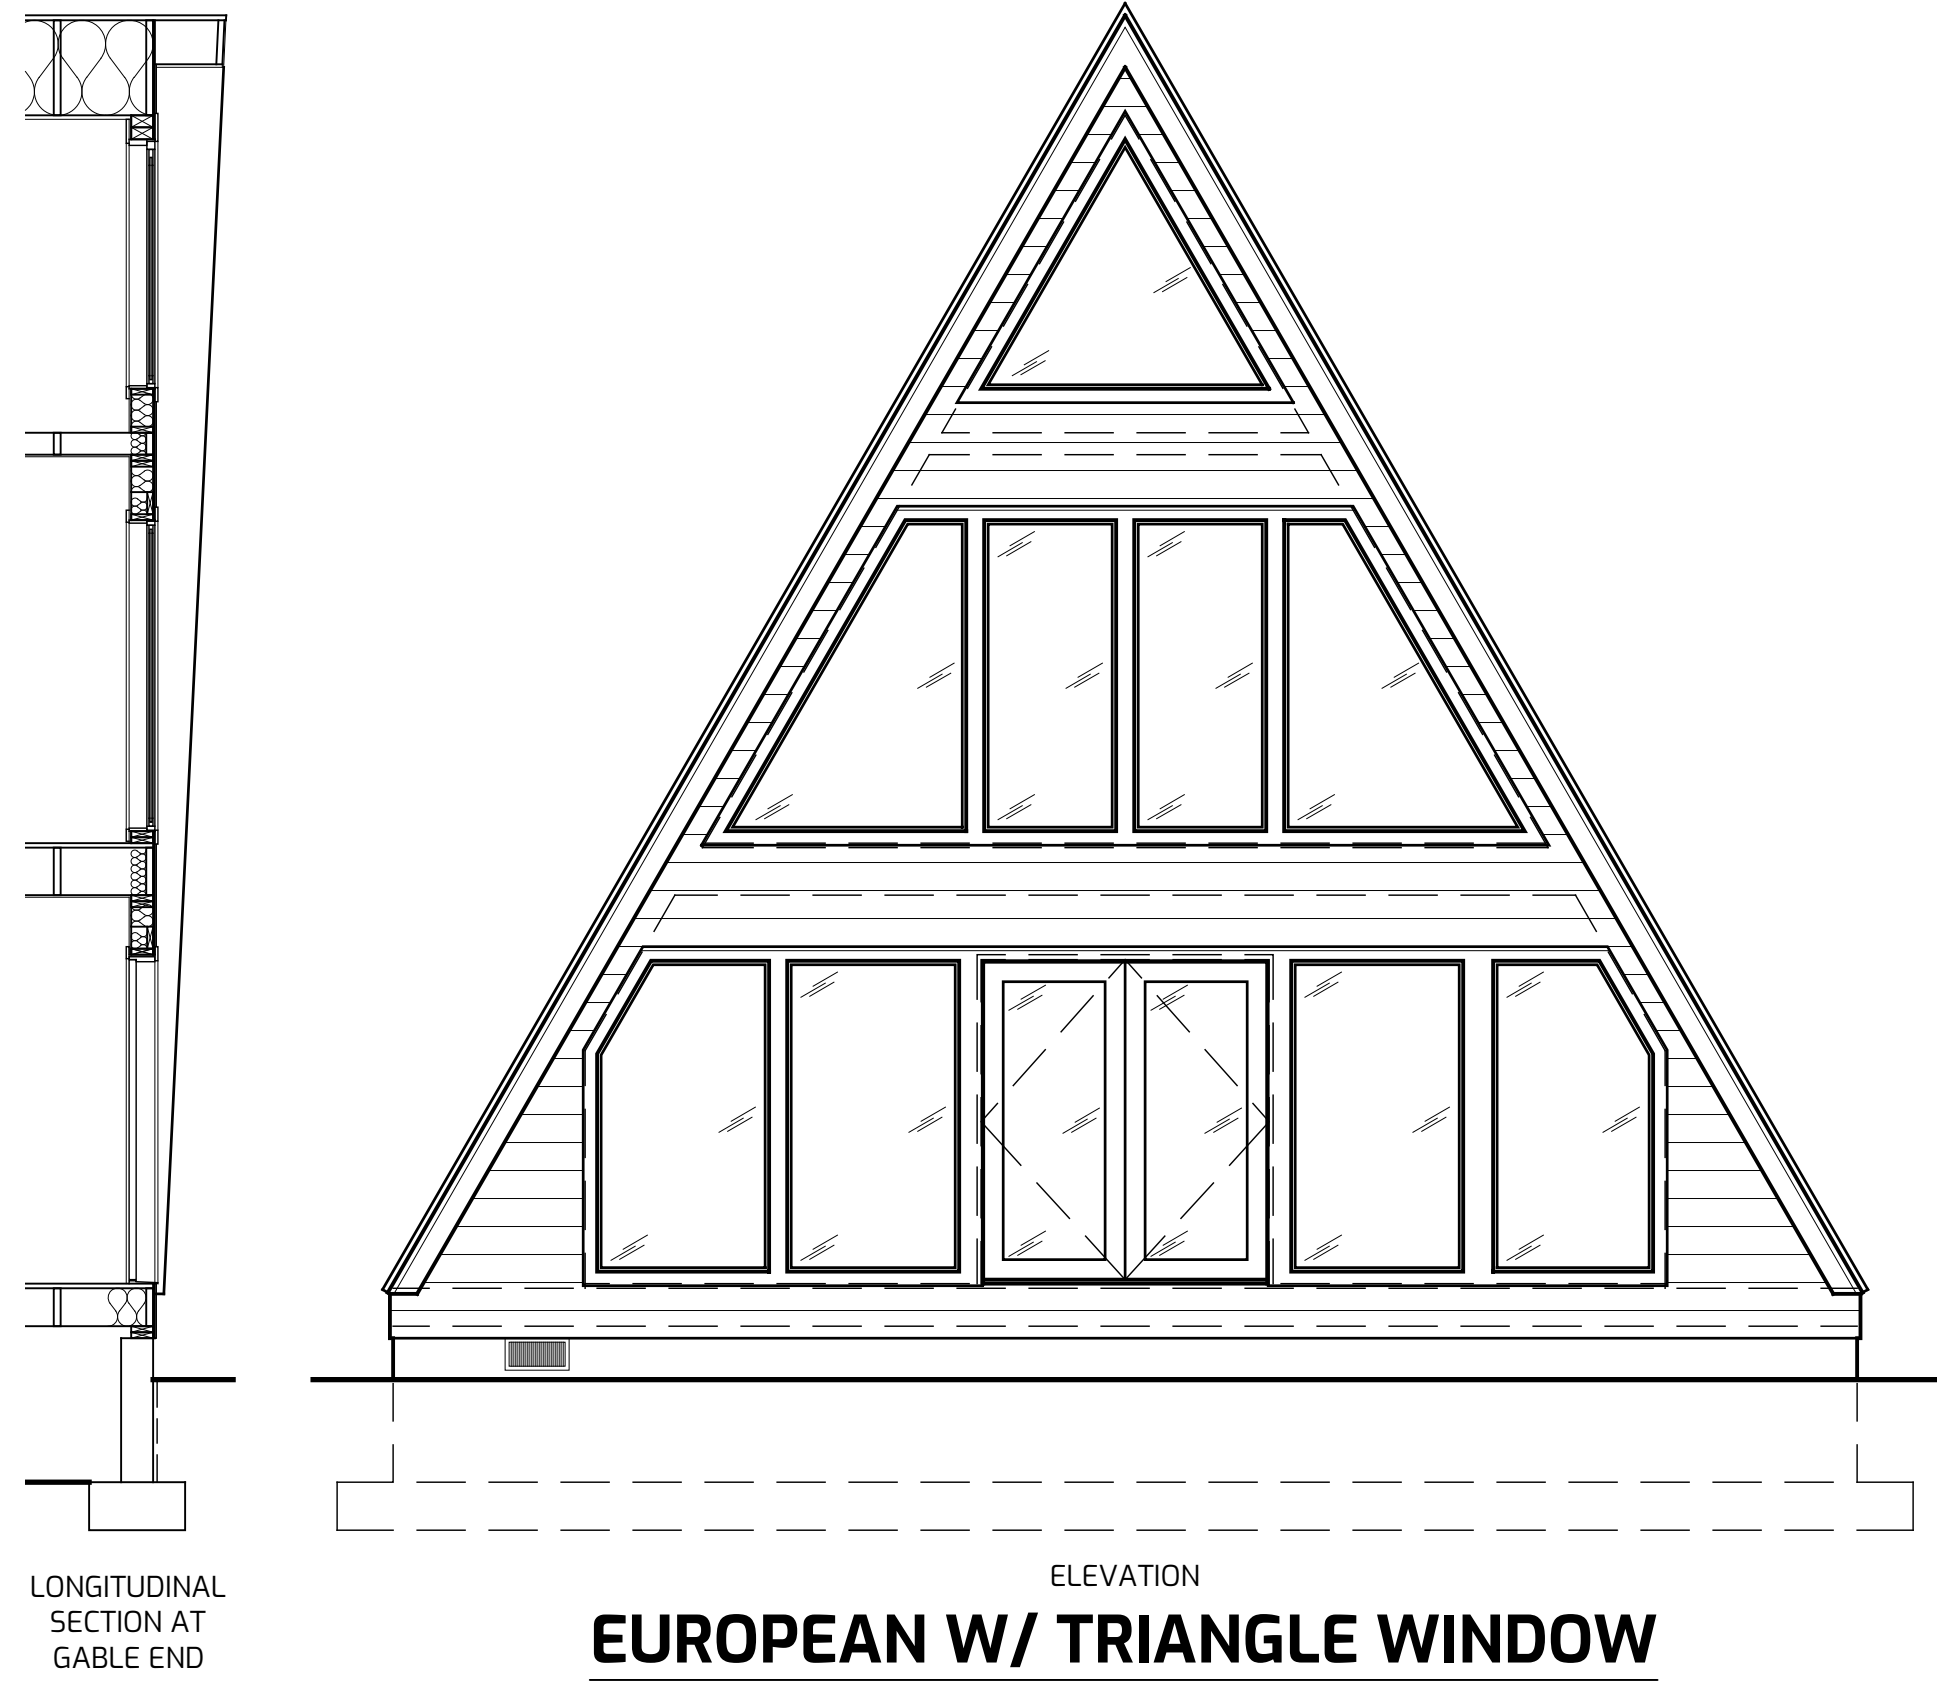 LONGITUDINAL
SECTION AT
GABLE END
ELEVATION
EUROPEAN W/ TRIANGLE WINDOW